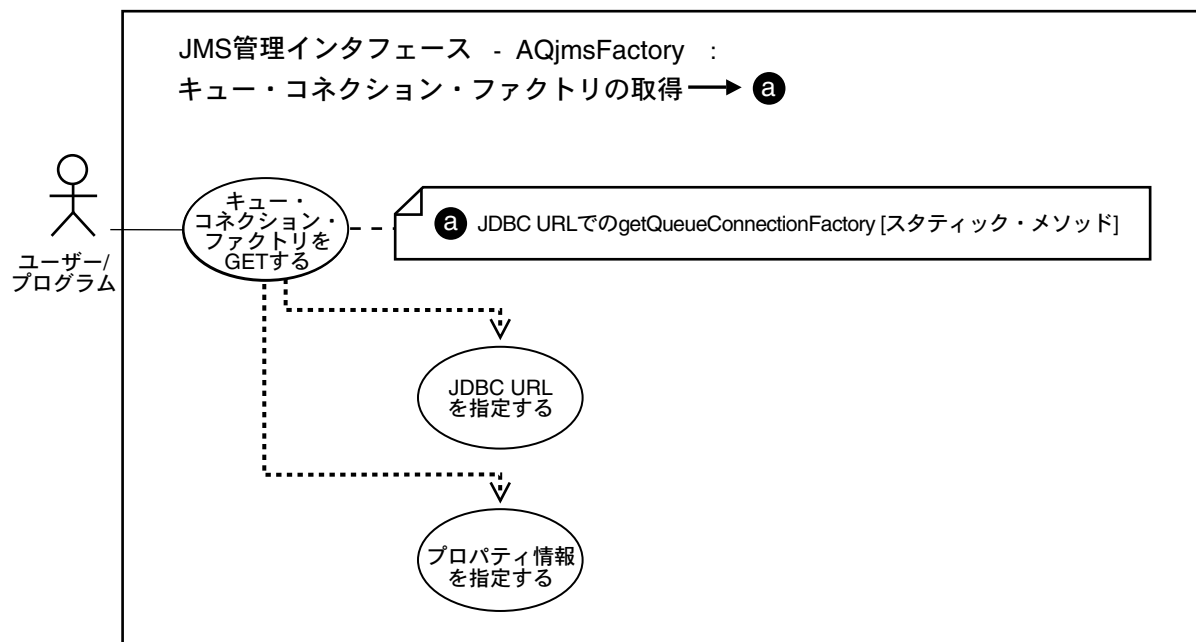 JMS管理インタフェース - AQjmsFactory :
キュー・コネクション・ファクトリの取得 a
キュー・
コネクション・
ファクトリを
GETする
a JDBC URLでのgetQueueConnectionFactory [スタティック・メソッド]
ユーザー/
プログラム
JDBC URL
を指定する
プロパティ情報
を指定する